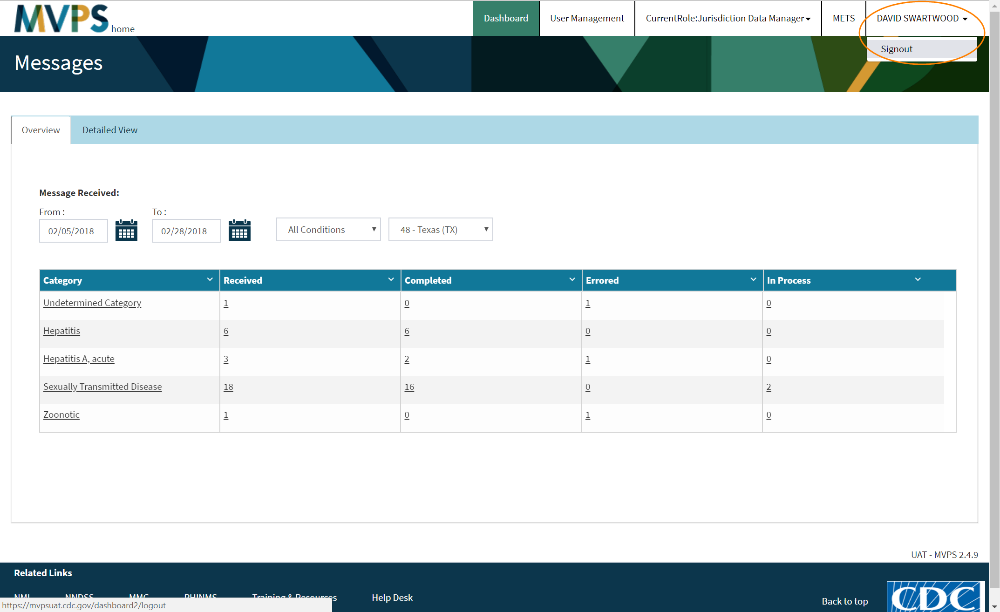 MVPS home Dashboard User Management CurrentRole:Jurisdiction Data Manager METS DAVID SWARTWOOD
Signout
Messages
Overview Detailed View
Message Received:
From : To :
02/05/2018 02/28/2018 All Conditions 48 - Texas (TX)
Category Received Completed Errored In Process
Undetermined Category 1 0 1 0
Hepatitis 6 6 0 0
Hepatitis A, acute 3 2 1 0
Sexually Transmitted Disease 18 16 0 2
Zoonotic 1 0 1 0
UAT - MVPS 2.4.9
Related Links
NNDSS MMG PHINMS Training & Resources Help Desk
Back to top CDC
https://mvpsuat.cdc.gov/dashboard2/logout